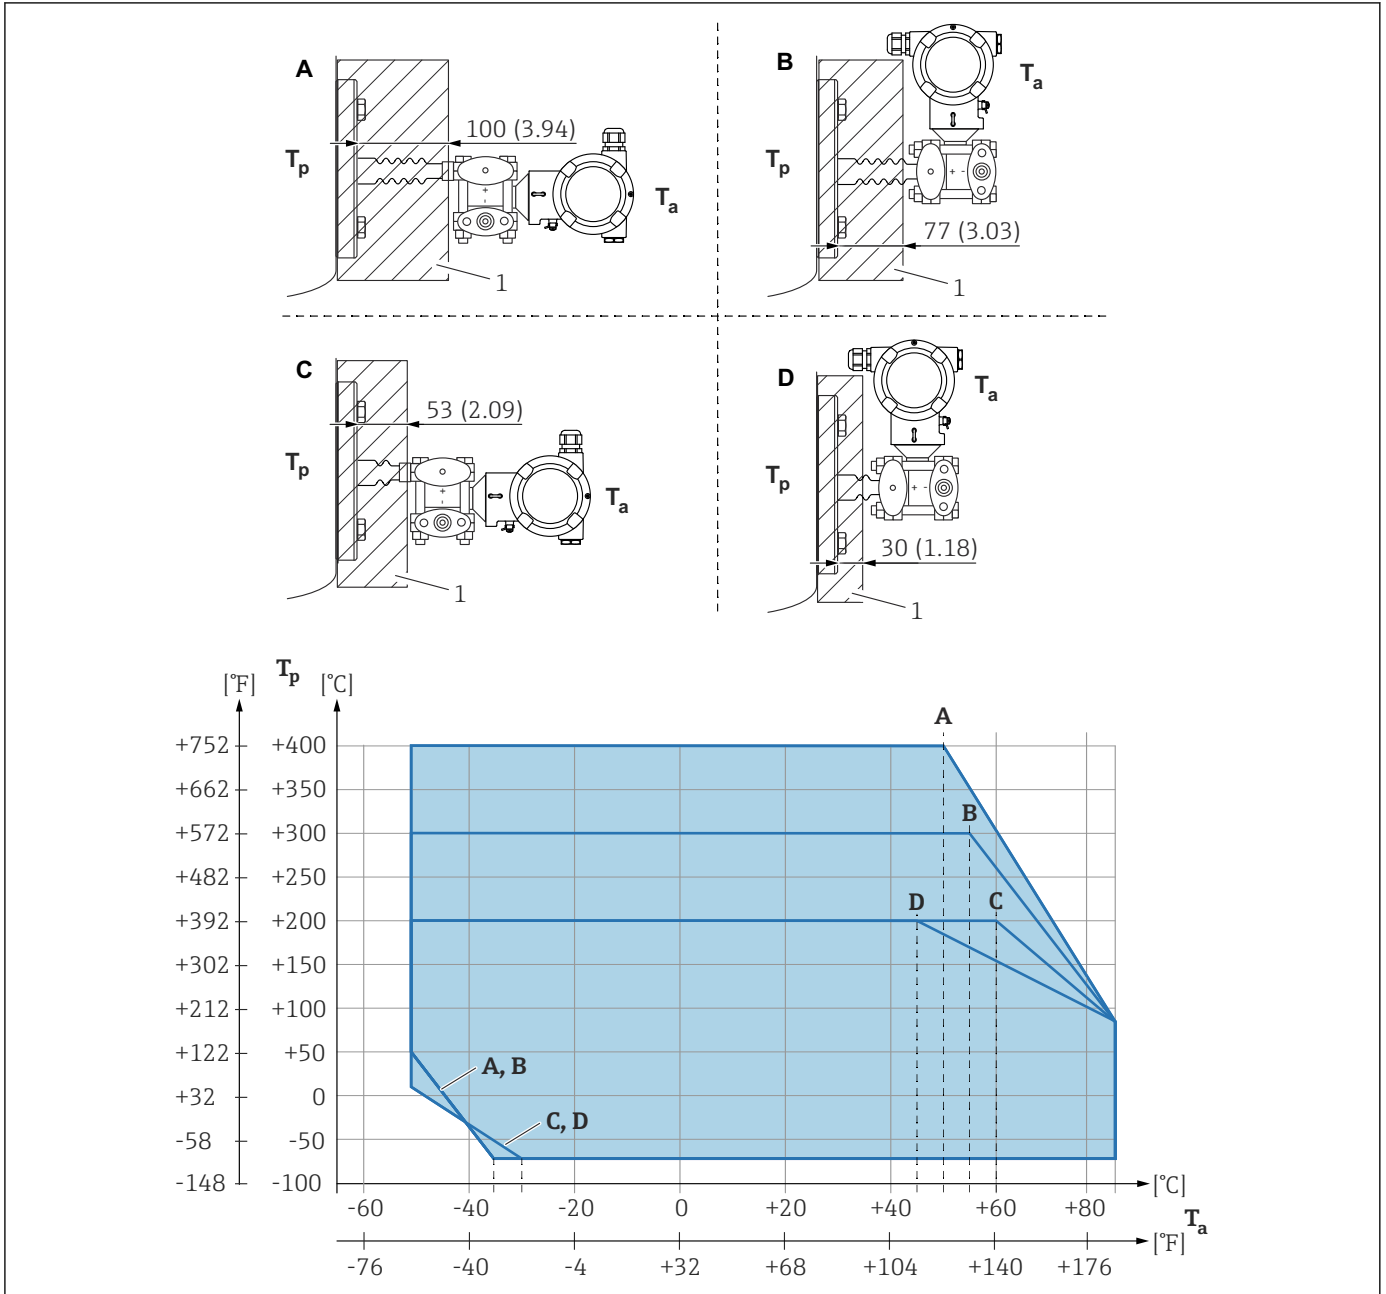 A
100 (3.94)
Tp
Ta
1
B
Ta
Tp
77 (3.03)
1
C
53 (2.09)
Tp
Ta
1
D
Ta
Tp
30 (1.18)
1
Tp
[°F] [°C]
A
+752 +400
+662 +350
B
+572 +300
+482 +250
D C
+392 +200
+302 +150
+212 +100
+122 +50
A, B
+32 0
C, D
-58 -50
-148 -100
[°C]
-60 -40 -20 0 +20 +40 +60 +80
Ta
[°F]
-76 -40 -4 +32 +68 +104 +140 +176